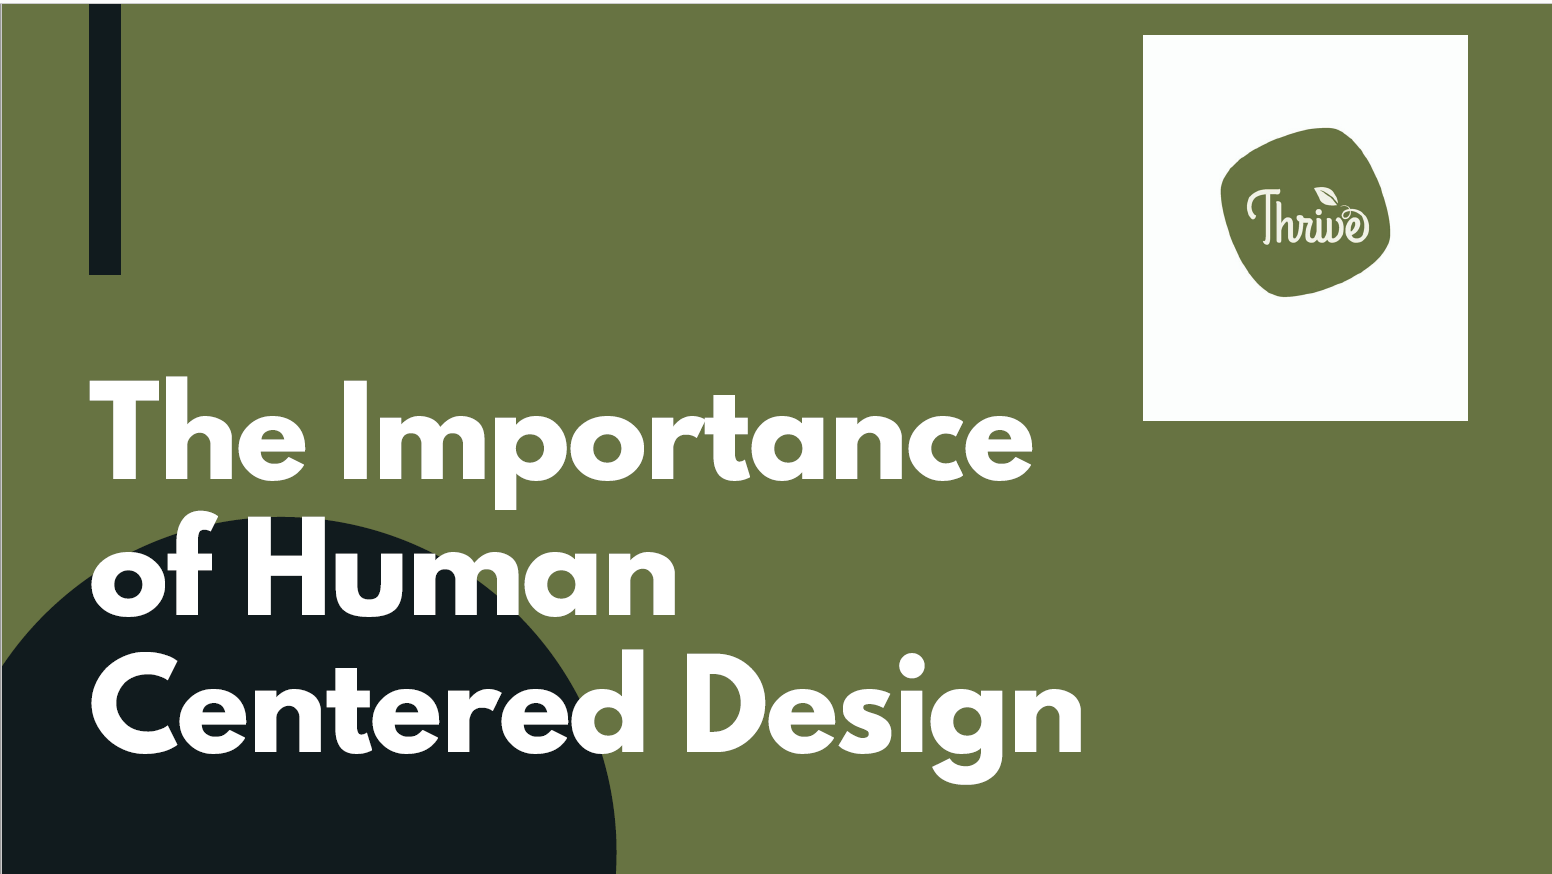 Thrive
The Importance
of Human
Centered Design